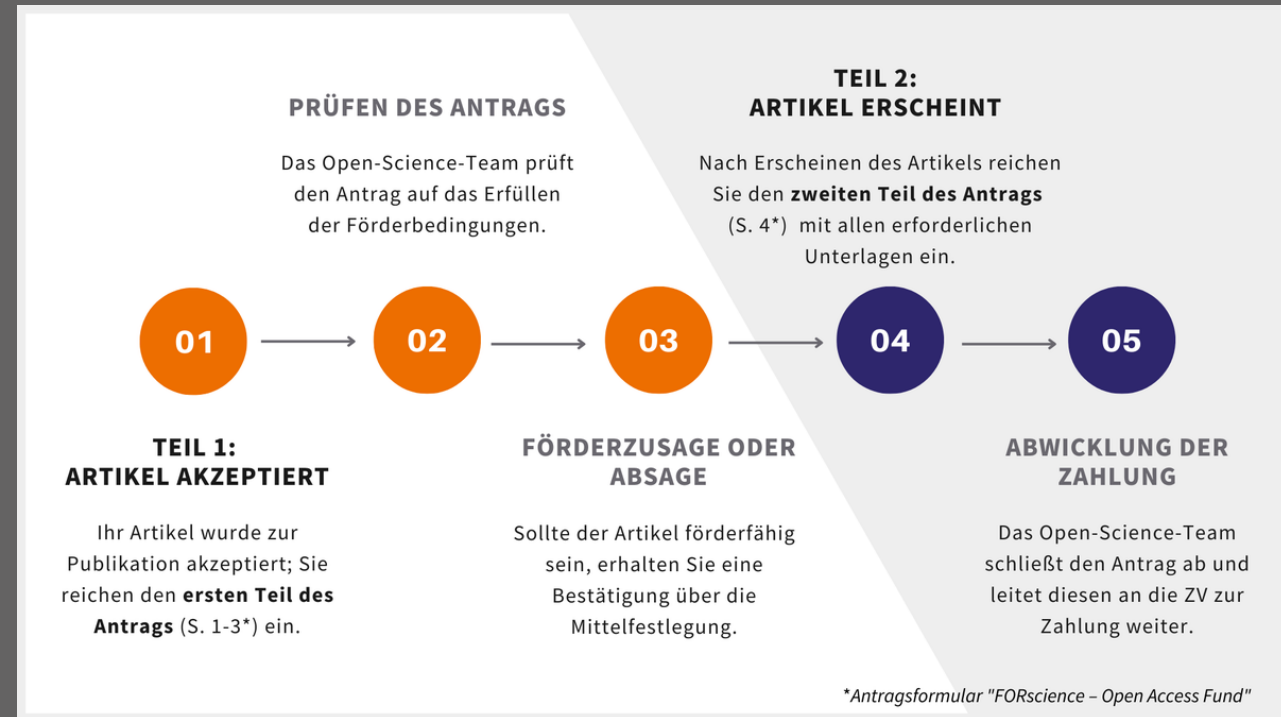 TEIL 1:
ARTIKEL AKZEPTIERT
Ihr Artikel wurde zur
Publikation akzeptiert; Sie
reichen den ersten Teil des
Antrags (S. 1-3*) ein.
01
PRÜFEN DES ANTRAGS
Das Open-Science-Team prüft
den Antrag auf das Erfüllen
der Förderbedingungen.
02
03
FÖRDERZUSAGE ODER
ABSAGE
Sollte der Artikel förderfähig
sein, erhalten Sie eine
Bestätigung über die
Mittelfestlegung.
TEIL 2:
ARTIKEL ERSCHEINT
Nach Erscheinen des Artikels reichen
Sie den zweiten Teil des Antrags
(S. 4*) mit allen erforderlichen
Unterlagen ein.
04
05
ABWICKLUNG DER
ZAHLUNG
Das Open-Science-Team
schließt den Antrag ab und
leitet diesen an die ZV zur
Zahlung weiter.
*Antragsformular "FORscience – Open Access Fund"